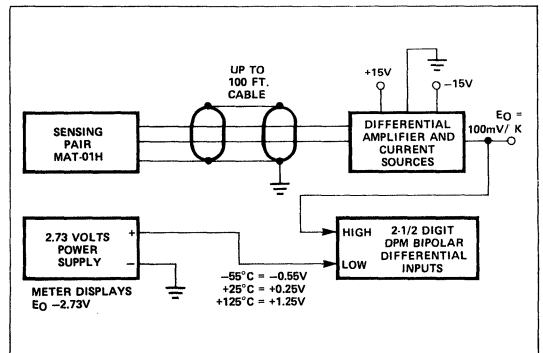 UP TO
100 FT.
CABLE
+15V
–15V
SENSING
PAIR
MAT-01H
DIFFERENTIAL
AMPLIFIER AND
CURRENT
SOURCES
EO =
100mV/ K
2.73 VOLTS
POWER
SUPPLY
+
–
HIGH
LOW
2-1/2 DIGIT
DPM BIPOLAR
DIFFERENTIAL
INPUTS
–55°C = –0.55V
+25°C = +0.25V
+125°C = +1.25V
METER DISPLAYS
EO –2.73V